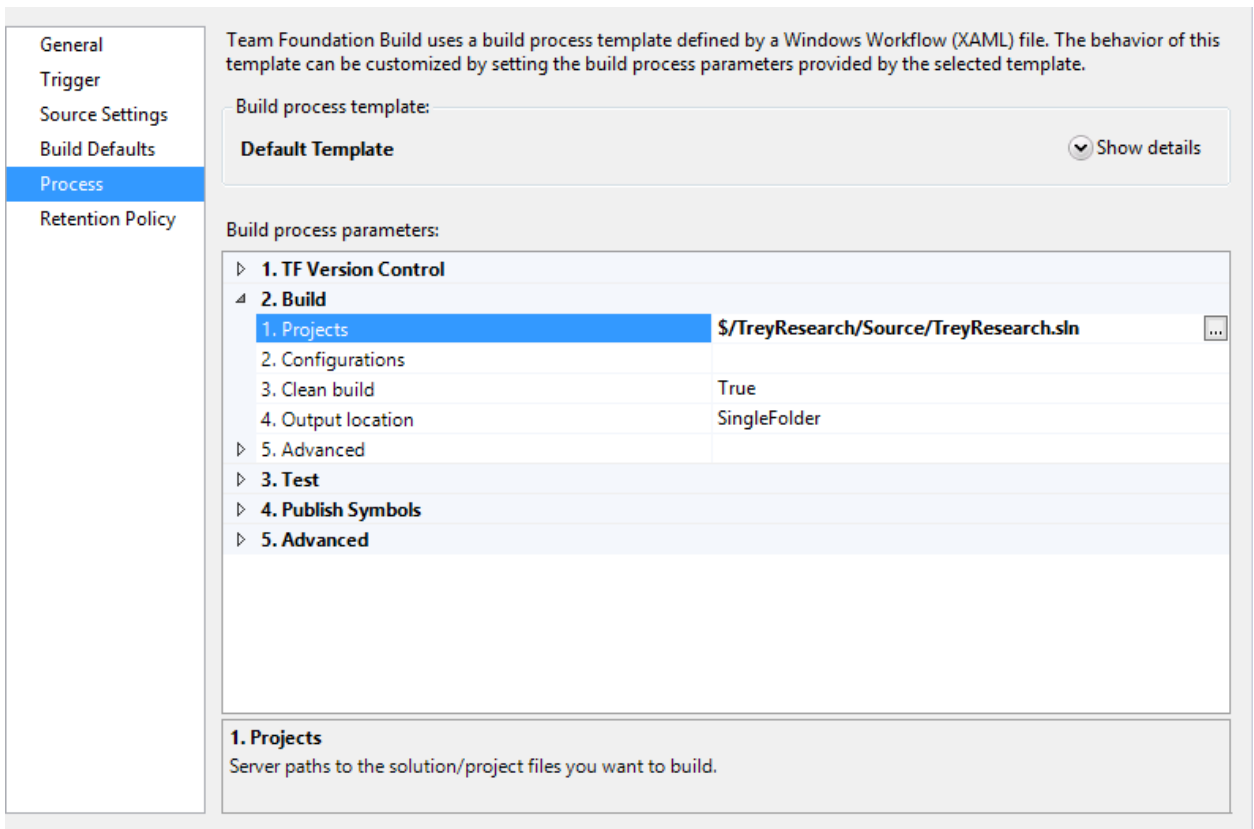 General
Trigger
Source Settings
Build Defaults
Process
Retention Policy
Team Foundation Build uses a build process template defined by a Windows Workflow (XAML) file. The behavior of this
template can be customized by setting the build process parameters provided by the selected template.
Build process template:
Default Template
Show details
Build process parameters:
1. TF Version Control
2. Build
1. Projects $/TreyResearch/Source/TreyResearch.sln ...
2. Configurations
3. Clean build True
4. Output location SingleFolder
5. Advanced
3. Test
4. Publish Symbols
5. Advanced
1. Projects
Server paths to the solution/project files you want to build.